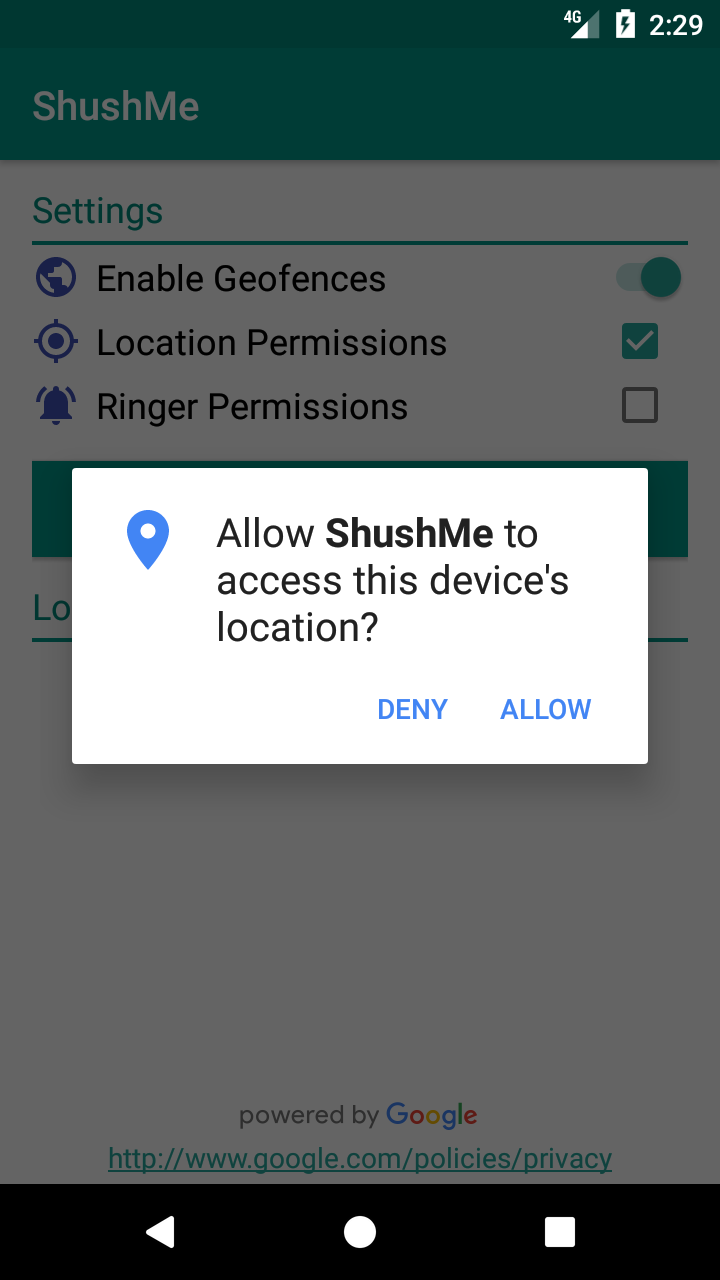 4G 2:29
ShushMe
Settings
Enable Geofences
Location Permissions
Ringer Permissions
Allow ShushMe to
access this device's
location?
DENY ALLOW
Lo
powered by Google
http://www.google.com/policies/privacy